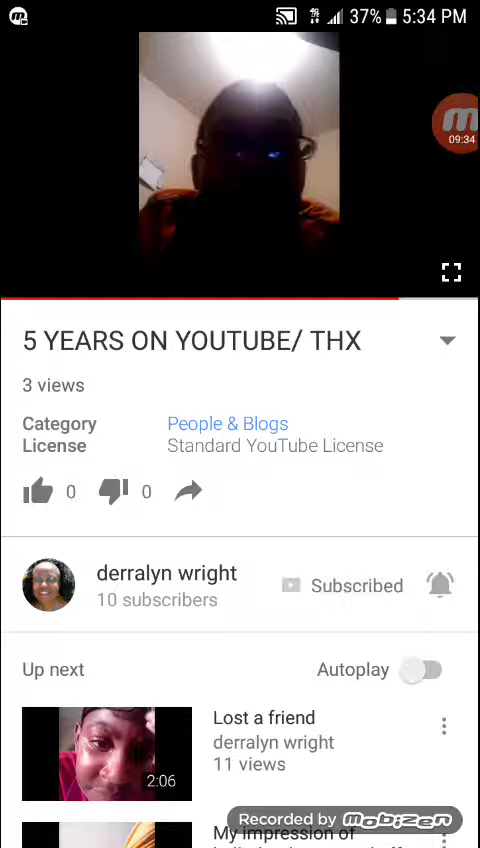 37% 5:34 PM
09:34
5 YEARS ON YOUTUBE/ THX
3 views
Category People & Blogs
License Standard YouTube License
0 0
derralyn wright
10 subscribers
Subscribed
Up next Autoplay
Lost a friend
derralyn wright
11 views
2:06
Recorded by Mobizen
My impression of